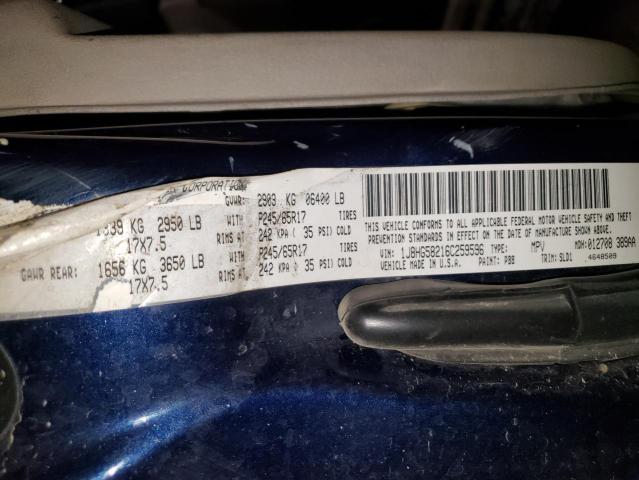 CORPORATION
GVWR: 2903 KG 06400 LB
KG 2950 LB WITH P245/65R17 TIRES
17X7.5 RIMS AT 242 KPA ( 35 PSI) COLD
GAWR REAR: 1656 KG 3650 LB WITH P245/65R17 TIRES
17X7.5 RIMS AT 242 KPA ( 35 PSI) COLD
THIS VEHICLE CONFORMS TO ALL APPLICABLE FEDERAL MOTOR VEHICLE SAFETY AND THEFT
PREVENTION STANDARDS IN EFFECT ON THE DATE OF MANUFACTURE SHOWN ABOVE.
VIN: 1J8HG58216C259596 TYPE: MPV MDH: 012708 389AA
VEHICLE MADE IN U.S.A. PAINT: PBB TRIM: SLD1 4648509